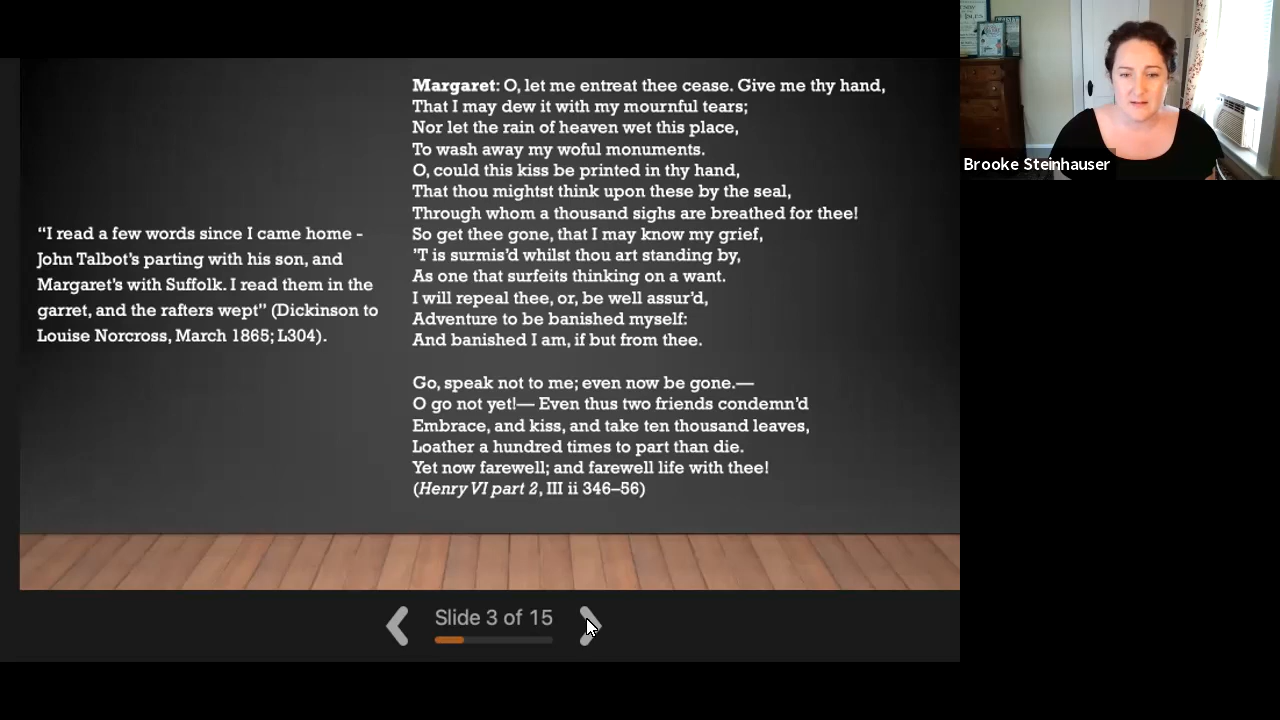 “I read a few words since I came home -
John Talbot’s parting with his son, and
Margaret’s with Suffolk. I read them in the
garret, and the rafters wept” (Dickinson to
Louise Norcross, March 1865; L304).
Margaret: O, let me entreat thee cease. Give me thy hand,
That I may dew it with my mournful tears;
Nor let the rain of heaven wet this place,
To wash away my woful monuments.
O, could this kiss be printed in thy hand,
That thou mightst think upon these by the seal,
Through whom a thousand sighs are breathed for thee!
So get thee gone, that I may know my grief,
’T is surmis’d whilst thou art standing by,
As one that surfeits thinking on a want.
I will repeal thee, or, be well assur’d,
Adventure to be banished myself:
And banished I am, if but from thee.
Go, speak not to me; even now be gone.—
O go not yet!— Even thus two friends condemn’d
Embrace, and kiss, and take ten thousand leaves,
Loather a hundred times to part than die.
Yet now farewell; and farewell life with thee!
(Henry VI part 2, III ii 346–56)
Slide 3 of 15
Brooke Steinhauser